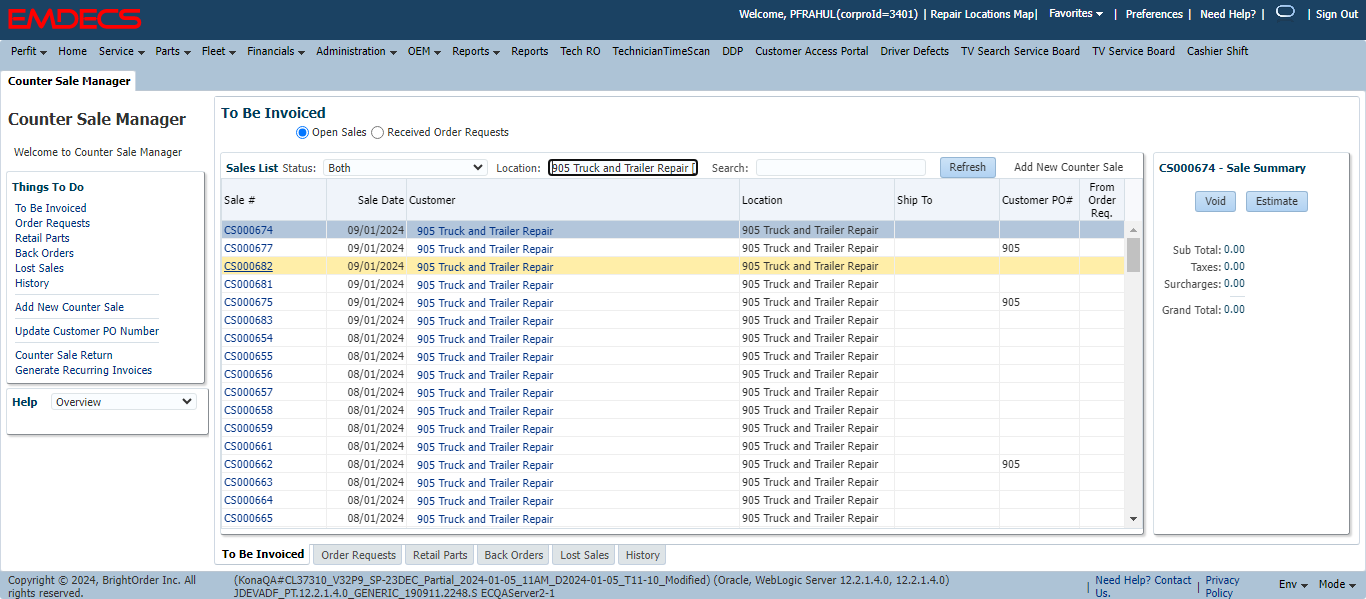 EMDECS
Welcome, PFRAHUL(corproId=3401) | Repair Locations Map| Favorites | Preferences | Need Help? | | Sign Out
Perfit Home Service Parts Fleet Financials Administration OEM Reports Reports Tech RO TechnicianTimeScan DDP Customer Access Portal Driver Defects TV Search Service Board TV Service Board Cashier Shift
Counter Sale Manager
Counter Sale Manager
Welcome to Counter Sale Manager
Things To Do
To Be Invoiced
Order Requests
Retail Parts
Back Orders
Lost Sales
History
Add New Counter Sale
Update Customer PO Number
Counter Sale Return
Generate Recurring Invoices
Help Overview
To Be Invoiced
Open Sales Received Order Requests
Sales List Status: Both Location: 905 Truck and Trailer Repair [ Search: Refresh Add New Counter Sale
Sale # Sale Date Customer Location Ship To Customer PO# From Order Req.
CS000674 09/01/2024 905 Truck and Trailer Repair 905 Truck and Trailer Repair
CS000677 09/01/2024 905 Truck and Trailer Repair 905 Truck and Trailer Repair 905
CS000682 09/01/2024 905 Truck and Trailer Repair 905 Truck and Trailer Repair
CS000681 09/01/2024 905 Truck and Trailer Repair 905 Truck and Trailer Repair
CS000675 09/01/2024 905 Truck and Trailer Repair 905 Truck and Trailer Repair 905
CS000683 09/01/2024 905 Truck and Trailer Repair 905 Truck and Trailer Repair
CS000654 08/01/2024 905 Truck and Trailer Repair 905 Truck and Trailer Repair
CS000655 08/01/2024 905 Truck and Trailer Repair 905 Truck and Trailer Repair
CS000656 08/01/2024 905 Truck and Trailer Repair 905 Truck and Trailer Repair
CS000657 08/01/2024 905 Truck and Trailer Repair 905 Truck and Trailer Repair
CS000658 08/01/2024 905 Truck and Trailer Repair 905 Truck and Trailer Repair
CS000659 08/01/2024 905 Truck and Trailer Repair 905 Truck and Trailer Repair
CS000661 08/01/2024 905 Truck and Trailer Repair 905 Truck and Trailer Repair
CS000662 08/01/2024 905 Truck and Trailer Repair 905 Truck and Trailer Repair 905
CS000663 08/01/2024 905 Truck and Trailer Repair 905 Truck and Trailer Repair
CS000664 08/01/2024 905 Truck and Trailer Repair 905 Truck and Trailer Repair
CS000665 08/01/2024 905 Truck and Trailer Repair 905 Truck and Trailer Repair
CS000674 - Sale Summary
Void Estimate
Sub Total: 0.00
Taxes: 0.00
Surcharges: 0.00
Grand Total: 0.00
To Be Invoiced Order Requests Retail Parts Back Orders Lost Sales History
Copyright © 2024, BrightOrder Inc. All
rights reserved.
(KonaQA#CL37310_V32P9_SP-23DEC_Partial_2024-01-05_11AM_D2024-01-05_T11-10_Modified) (Oracle, WebLogic Server 12.2.1.4.0, 12.2.1.4.0)
JDEVADF_PT.12.2.1.4.0_GENERIC_190911.2248.S ECQAServer2-1
| Need Help? Contact
Us.
| Privacy
Policy
Env Mode